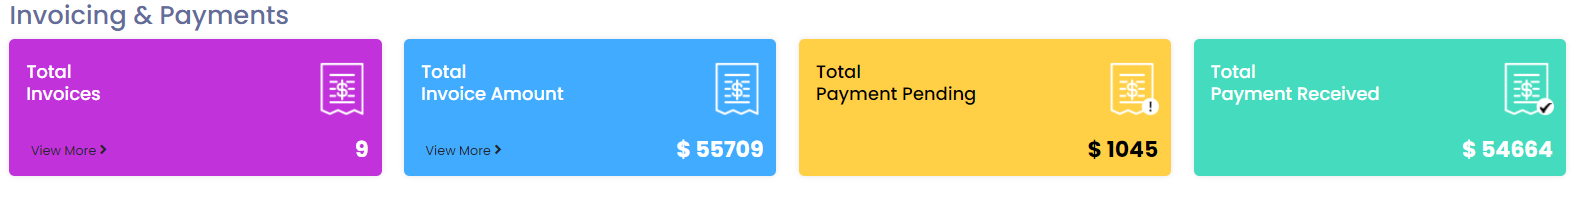 Invoicing & Payments
Total
Invoices
View More
9
Total
Invoice Amount
View More
$ 55709
Total
Payment Pending
$ 1045
Total
Payment Received
$ 54664